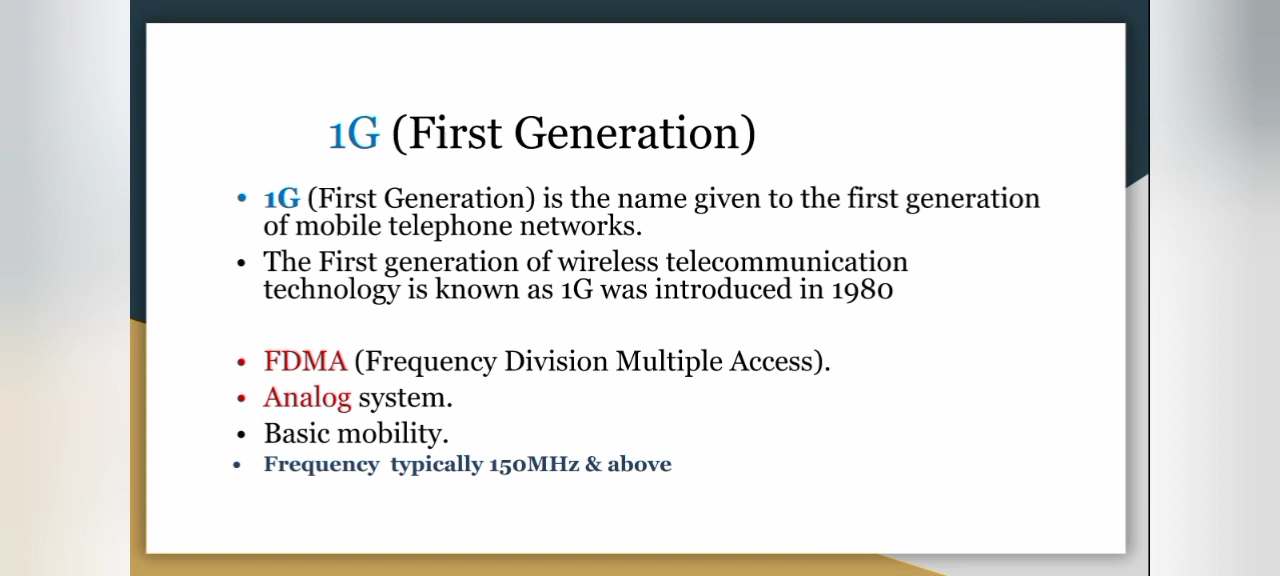 1G (First Generation)
• 1G (First Generation) is the name given to the first generation
of mobile telephone networks.
• The First generation of wireless telecommunication
technology is known as 1G was introduced in 1980
• FDMA (Frequency Division Multiple Access).
• Analog system.
• Basic mobility.
• Frequency typically 150MHz & above